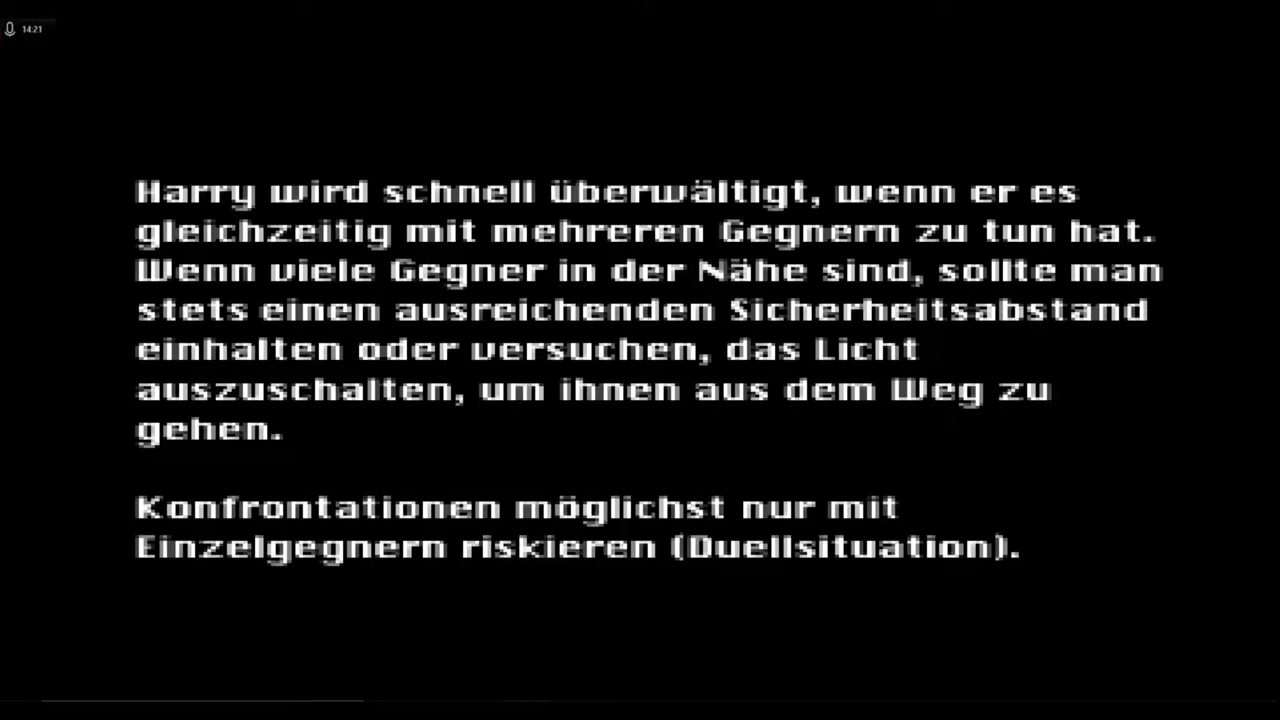 14:21
Harry wird schnell überwältigt, wenn er es
gleichzeitig mit mehreren Gegnern zu tun hat.
Wenn viele Gegner in der Nähe sind, sollte man
stets einen ausreichenden Sicherheitsabstand
einhalten oder versuchen, das Licht
auszuschalten, um ihnen aus dem Weg zu
gehen.
Konfrontationen möglichst nur mit
Einzelgegnern riskieren (Duellsituation).